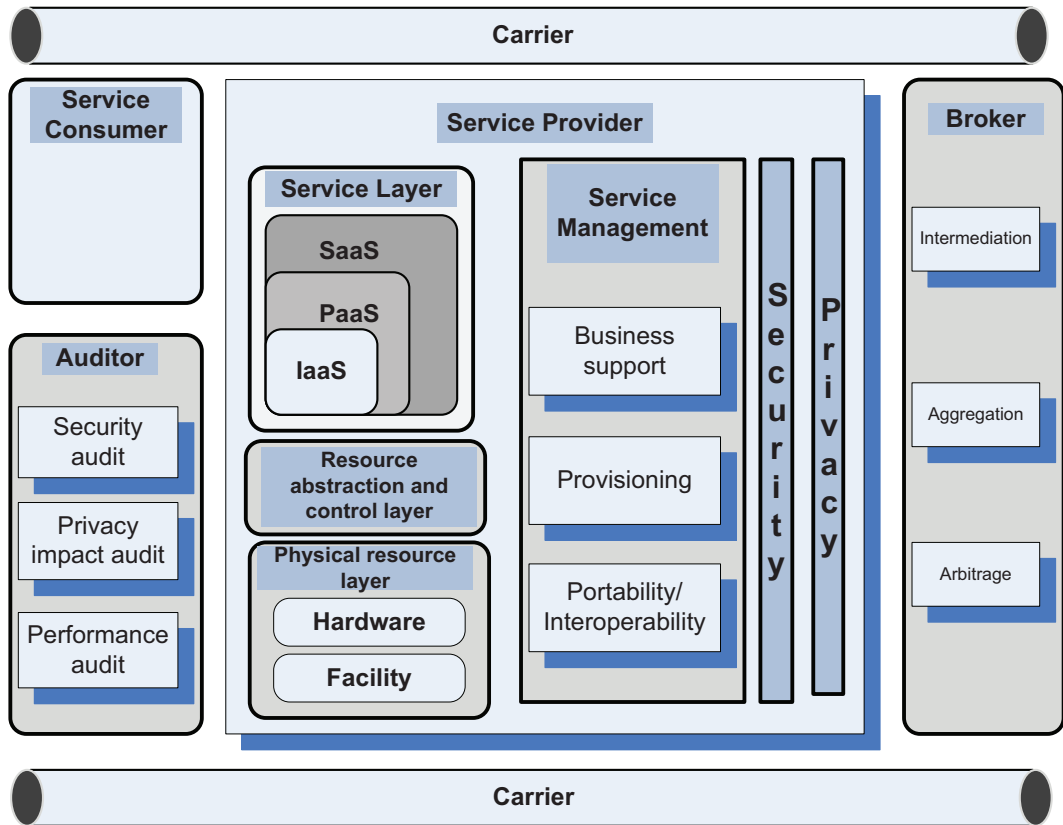 Carrier
Service
Consumer
Service Provider
Broker
Service Layer
SaaS
PaaS
IaaS
Service
Management
Business
support
Provisioning
Portability/
Interoperability
Security
Privacy
Intermediation
Aggregation
Arbitrage
Auditor
Security
audit
Privacy
impact audit
Performance
audit
Resource
abstraction and
control layer
Physical resource
layer
Hardware
Facility
Carrier